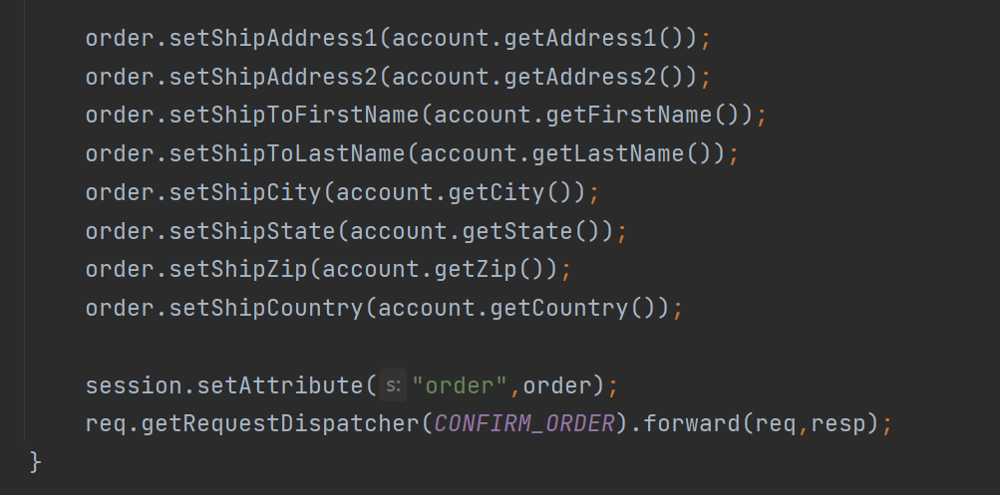 order.setShipAddress1(account.getAddress1());
order.setShipAddress2(account.getAddress2());
order.setShipToFirstName(account.getFirstName());
order.setShipToLastName(account.getLastName());
order.setShipCity(account.getCity());
order.setShipState(account.getState());
order.setShipZip(account.getZip());
order.setShipCountry(account.getCountry());
session.setAttribute( s: "order",order);
req.getRequestDispatcher(CONFIRM_ORDER).forward(req,resp);
}